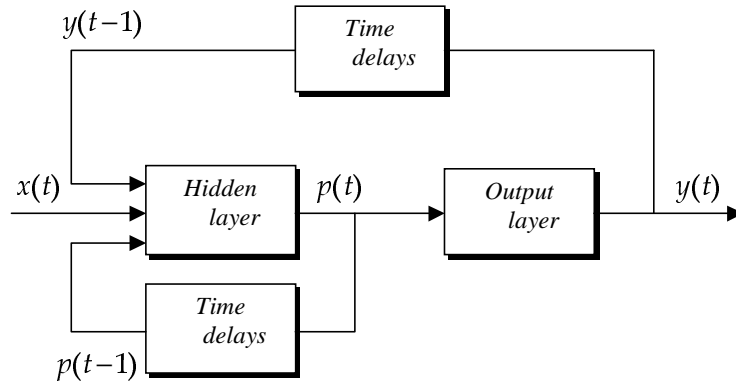 y(t−1)
Time
delays
x(t)
Hidden
layer
p(t)
Output
layer
y(t)
Time
delays
p(t−1)